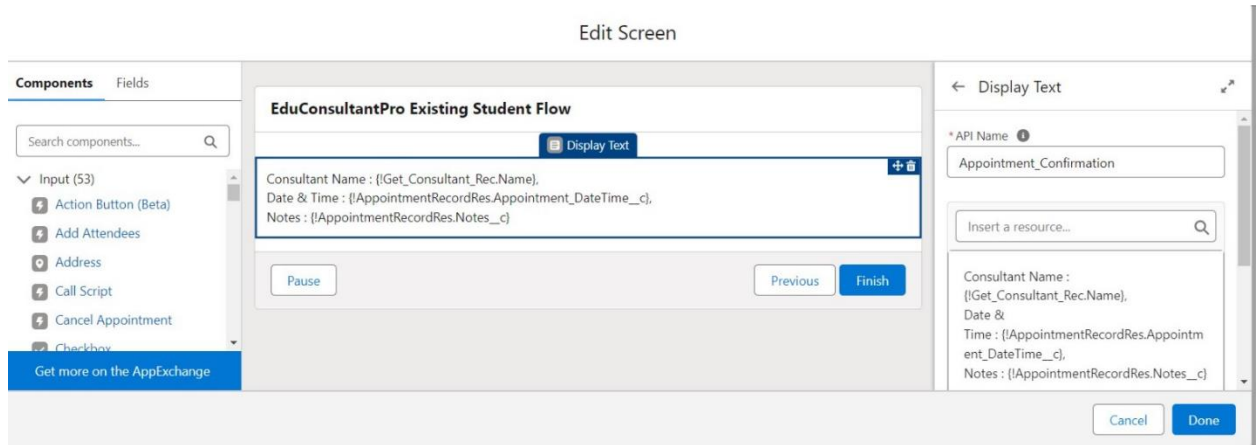 Edit Screen
Components Fields
Search components...
Input (53)
Action Button (Beta)
Add Attendees
Address
Call Script
Cancel Appointment
Checkbox
Get more on the AppExchange
EduConsultantPro Existing Student Flow
Display Text
Consultant Name : {!Get_Consultant_Rec.Name},
Date & Time : {!AppointmentRecordRes.Appointment_DateTime__c},
Notes : {!AppointmentRecordRes.Notes__c}
Pause
Previous
Finish
Display Text
*API Name
Appointment_Confirmation
Insert a resource...
Consultant Name :
{!Get_Consultant_Rec.Name},
Date &
Time : {!AppointmentRecordRes.Appointm
ent_DateTime__c},
Notes : {!AppointmentRecordRes.Notes__c}
Cancel
Done